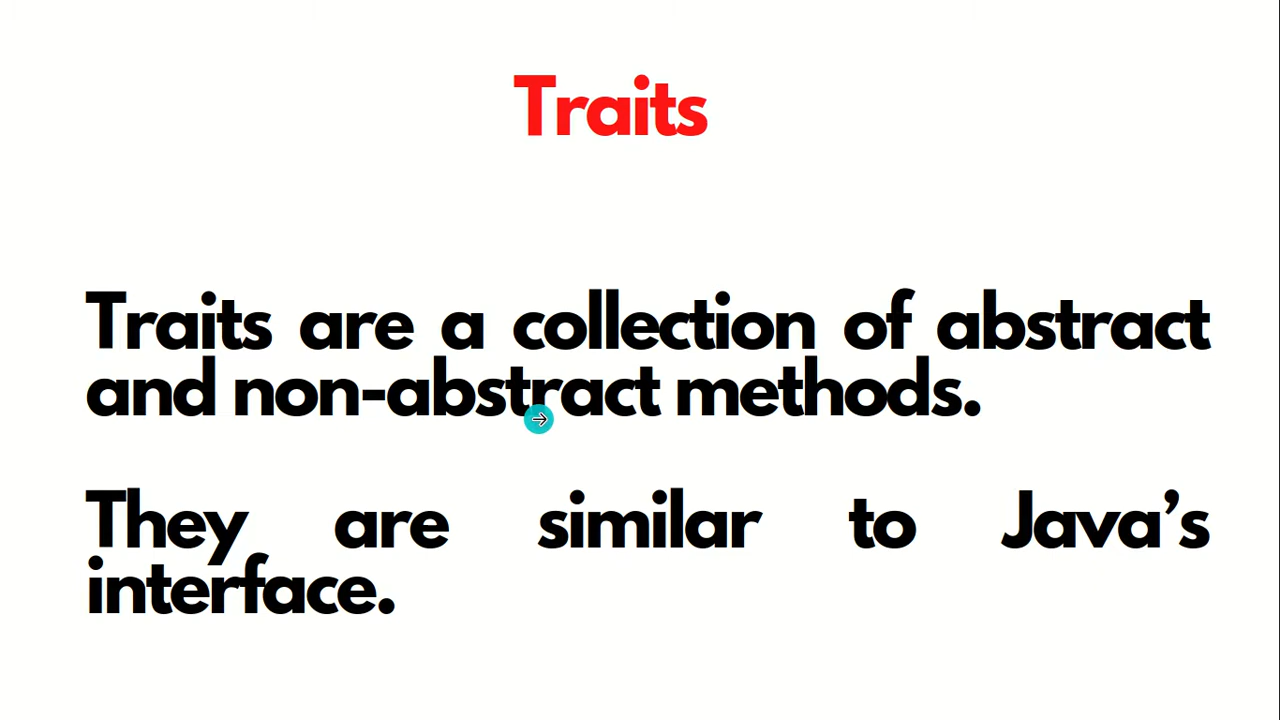 Traits
Traits are a collection of abstract
and non-abstract methods.
They are similar to Java’s
interface.